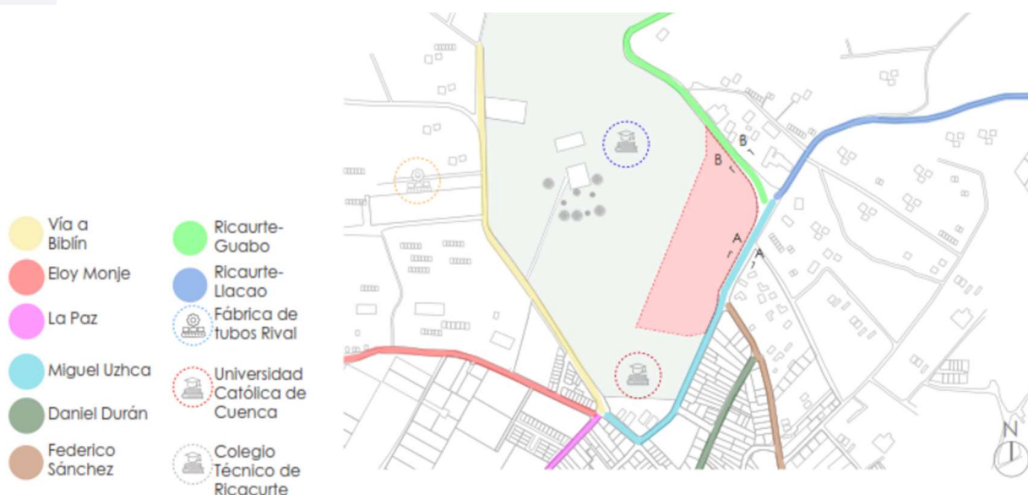 Vía a
Biblín
Eloy Monje
La Paz
Miguel Uzhca
Daniel Durán
Federico
Sánchez
Ricaurte-
Guabo
Ricaurte-
Llacao
Fábrica de
tubos Rival
Universidad
Católica de
Cuenca
Colegio
Técnico de
Ricacurte
B
B
A
A
N